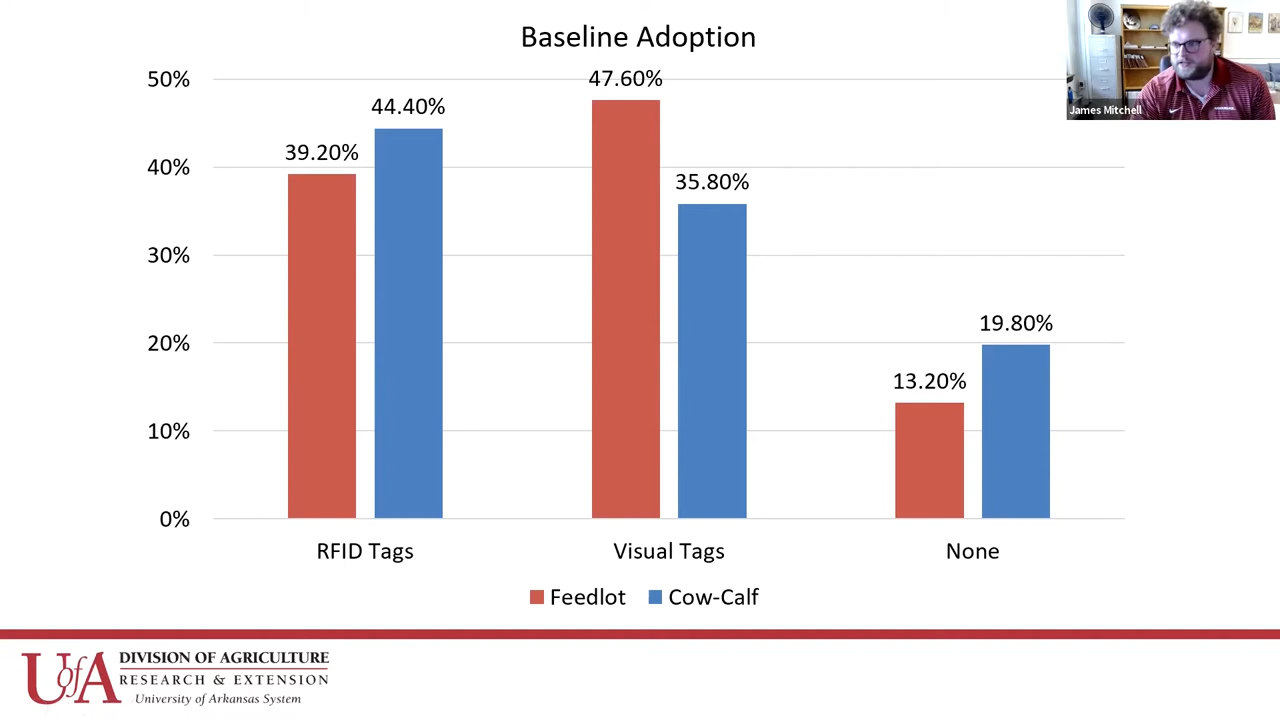 Baseline Adoption
James Mitchell
50%
40%
30%
20%
10%
0%
39.20%
44.40%
47.60%
35.80%
13.20%
19.80%
RFID Tags
Visual Tags
None
Feedlot
Cow-Calf
UofA
DIVISION OF AGRICULTURE
RESEARCH & EXTENSION
University of Arkansas System